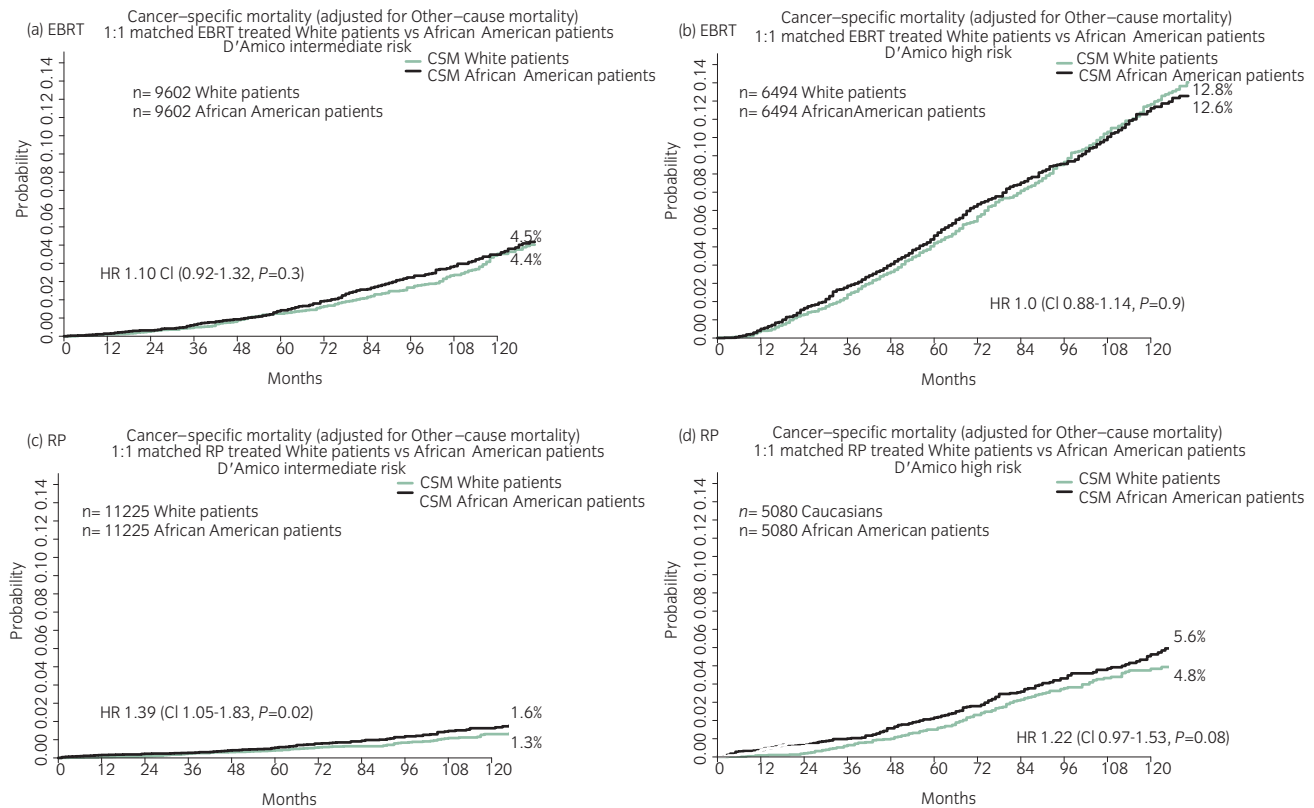 (a) EBRT
Cancer–specific mortality (adjusted for Other–cause mortality)
1:1 matched EBRT treated White patients vs African American patients
D'Amico intermediate risk
CSM White patients
CSM African American patients
n= 9602 White patients
n= 9602 African American patients
Probability
0.00 0.02 0.04 0.06 0.08 0.10 0.12 0.14
4.5%
4.4%
HR 1.10 CI (0.92-1.32, P=0.3)
0 12 24 36 48 60 72 84 96 108 120
Months
(b) EBRT
Cancer–specific mortality (adjusted for Other–cause mortality)
1:1 matched EBRT treated White patients vs African American patients
D'Amico high risk
CSM White patients
CSM African American patients
n= 6494 White patients
n= 6494 AfricanAmerican patients
12.8%
12.6%
Probability
0.00 0.02 0.04 0.06 0.08 0.10 0.12 0.14
HR 1.0 (CI 0.88-1.14, P=0.9)
0 12 24 36 48 60 72 84 96 108 120
Months
(c) RP
Cancer–specific mortality (adjusted for Other –cause mortality)
1:1 matched RP treated White patients vs African American patients
D'Amico intermediate risk
CSM White patients
CSM African American patients
n= 11225 White patients
n= 11225 African American patients
Probability
0.00 0.02 0.04 0.06 0.08 0.10 0.12 0.14
HR 1.39 (CI 1.05-1.83, P=0.02)
1.6%
1.3%
0 12 24 36 48 60 72 84 96 108 120
Months
(d) RP
Cancer–specific mortality (adjusted for Other–cause mortality)
1:1 matched RP treated White patients vs African American patients
D'Amico high risk
CSM White patients
CSM African American patients
n= 5080 Caucasians
n= 5080 African American patients
Probability
0.00 0.02 0.04 0.06 0.08 0.10 0.12 0.14
5.6%
4.8%
HR 1.22 (CI 0.97-1.53, P=0.08)
0 12 24 36 48 60 72 84 96 108 120
Months